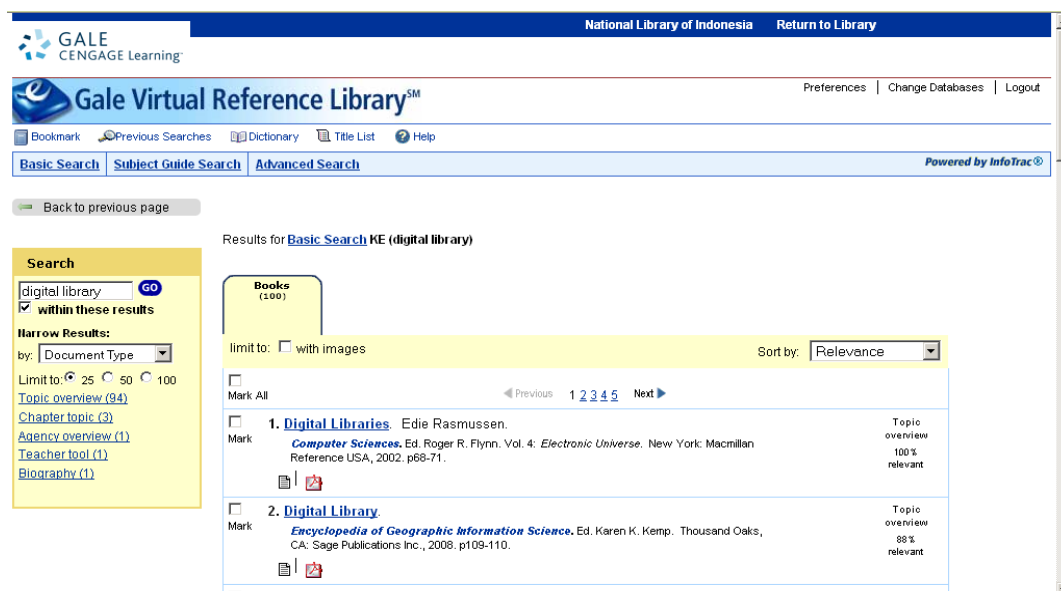 National Library of Indonesia Return to Library
GALE
CENGAGE Learning·
Gale Virtual Reference Library℠
Preferences | Change Databases | Logout
Bookmark Previous Searches Dictionary Title List Help
Basic Search Subject Guide Search Advanced Search Powered by InfoTrac®
Back to previous page
Results for Basic Search KE (digital library)
Search
digital library GO
within these results
Narrow Results:
by: Document Type
Limit to: 25 50 100
Topic overview (94)
Chapter topic (3)
Agency overview (1)
Teacher tool (1)
Biography (1)
Books
(100)
limit to: with images Sort by: Relevance
Mark All Previous 1 2 3 4 5 Next
Mark
1. Digital Libraries. Edie Rasmussen.
Computer Sciences. Ed. Roger R. Flynn. Vol. 4: Electronic Universe. New York: Macmillan
Reference USA, 2002. p68-71.
Topic
overview
100%
relevant
Mark
2. Digital Library.
Encyclopedia of Geographic Information Science. Ed. Karen K. Kemp. Thousand Oaks,
CA: Sage Publications Inc., 2008. p109-110.
Topic
overview
88%
relevant